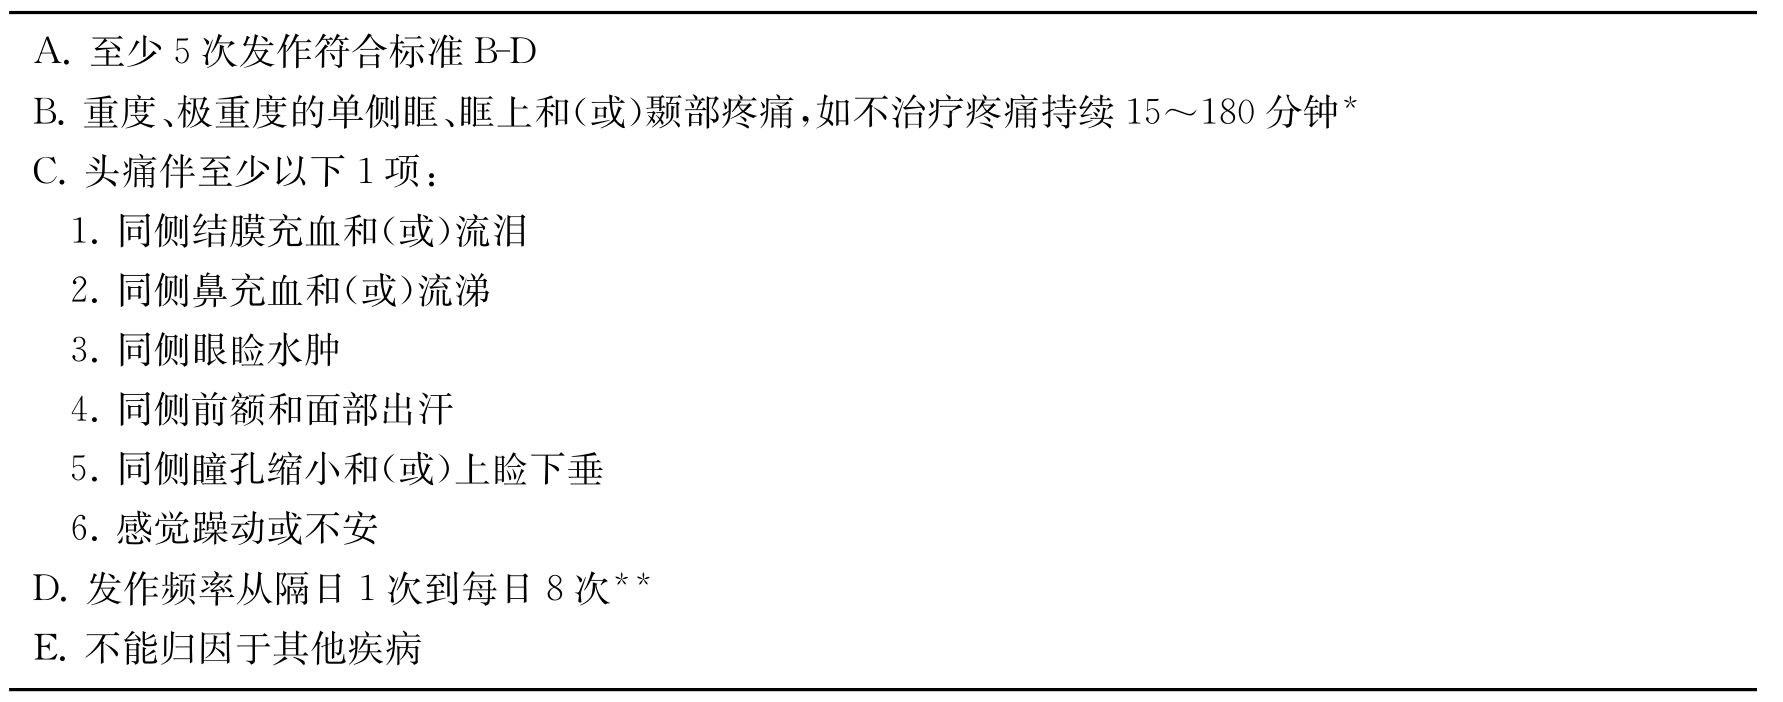 A. 至少 5 次发作符合标准 B-D
B. 重度、极重度的单侧眶、眶上和(或)颞部疼痛,如不治疗疼痛持续 15～180 分钟*
C. 头痛伴至少以下 1 项:
1. 同侧结膜充血和(或)流泪
2. 同侧鼻充血和(或)流涕
3. 同侧眼睑水肿
4. 同侧前额和面部出汗
5. 同侧瞳孔缩小和(或)上睑下垂
6. 感觉躁动或不安
D. 发作频率从隔日 1 次到每日 8 次**
E. 不能归因于其他疾病